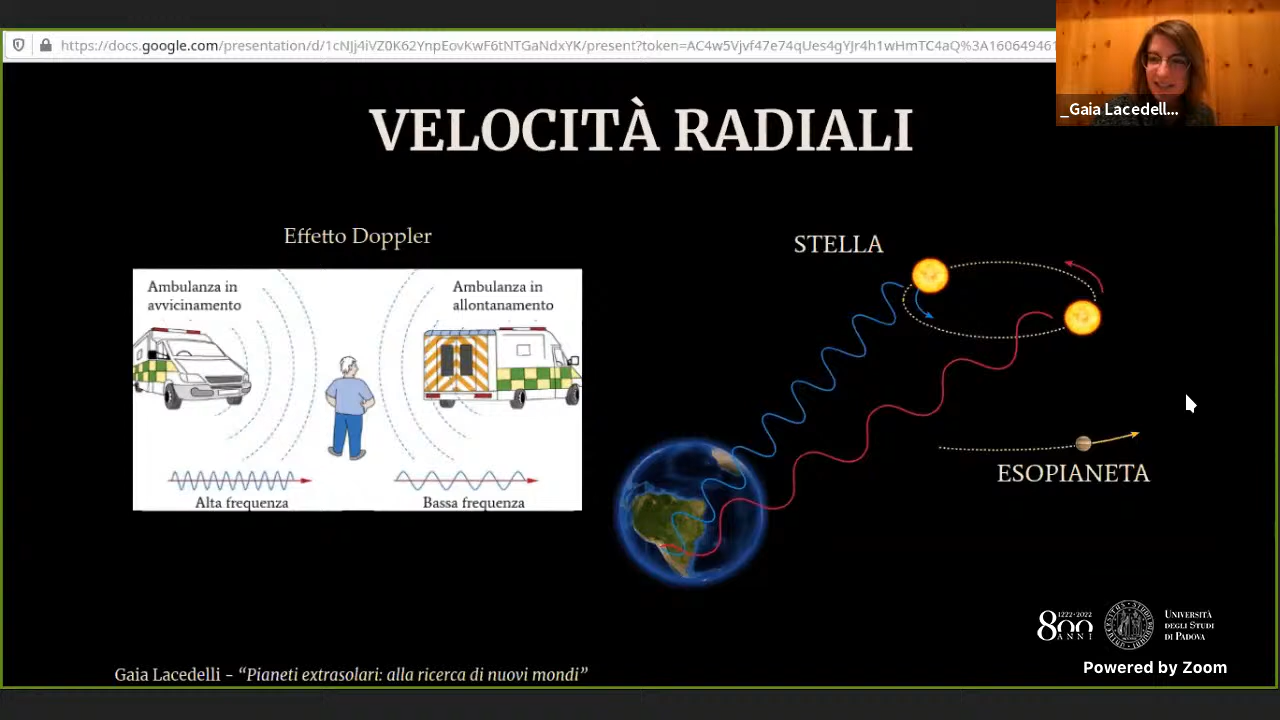 https://docs.google.com/presentation/d/1cNJj4iVZ0K62YnpEovKwF6tNTGaNdxYK/present?token=AC4w5Vjvf47e74qUes4gYJr4h1wHmTC4aQ%3A160649461
_Gaia Lacedell...
VELOCITÀ RADIALI
Effetto Doppler
STELLA
Ambulanza in
avvicinamento
Ambulanza in
allontanamento
Alta frequenza
Bassa frequenza
ESOPIANETA
1222·2022
800
ANNI
UNIVERSITÀ
DEGLI STUDI
DI PADOVA
Powered by Zoom
Gaia Lacedelli – “Pianeti extrasolari: alla ricerca di nuovi mondi”